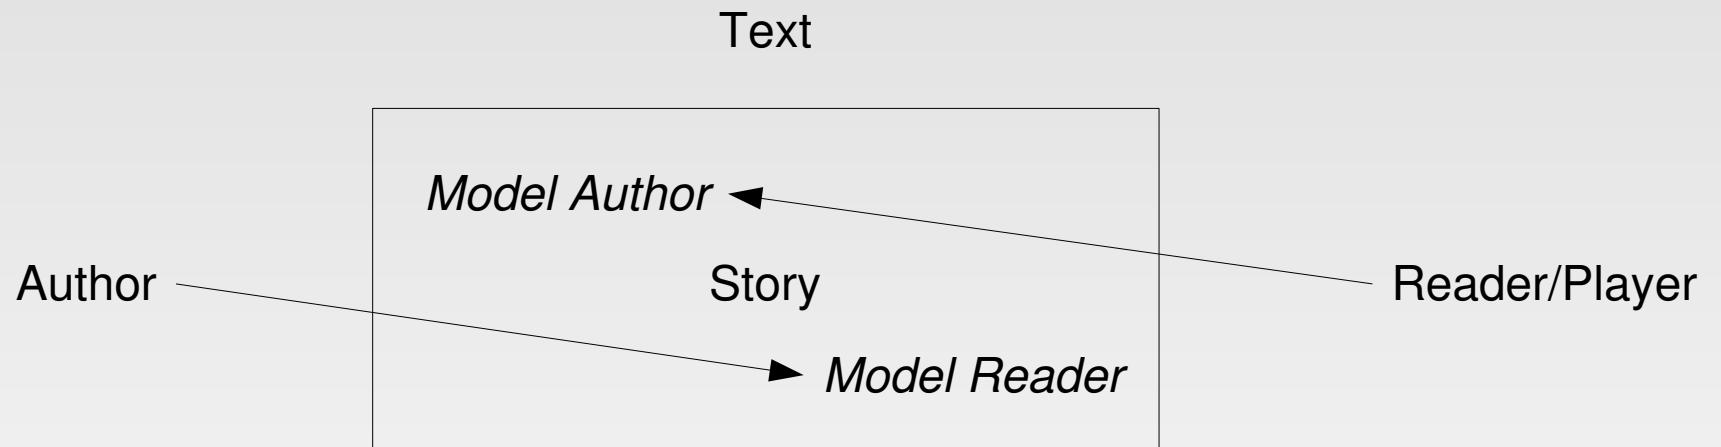 Text
Model Author
Author
Story
Reader/Player
Model Reader